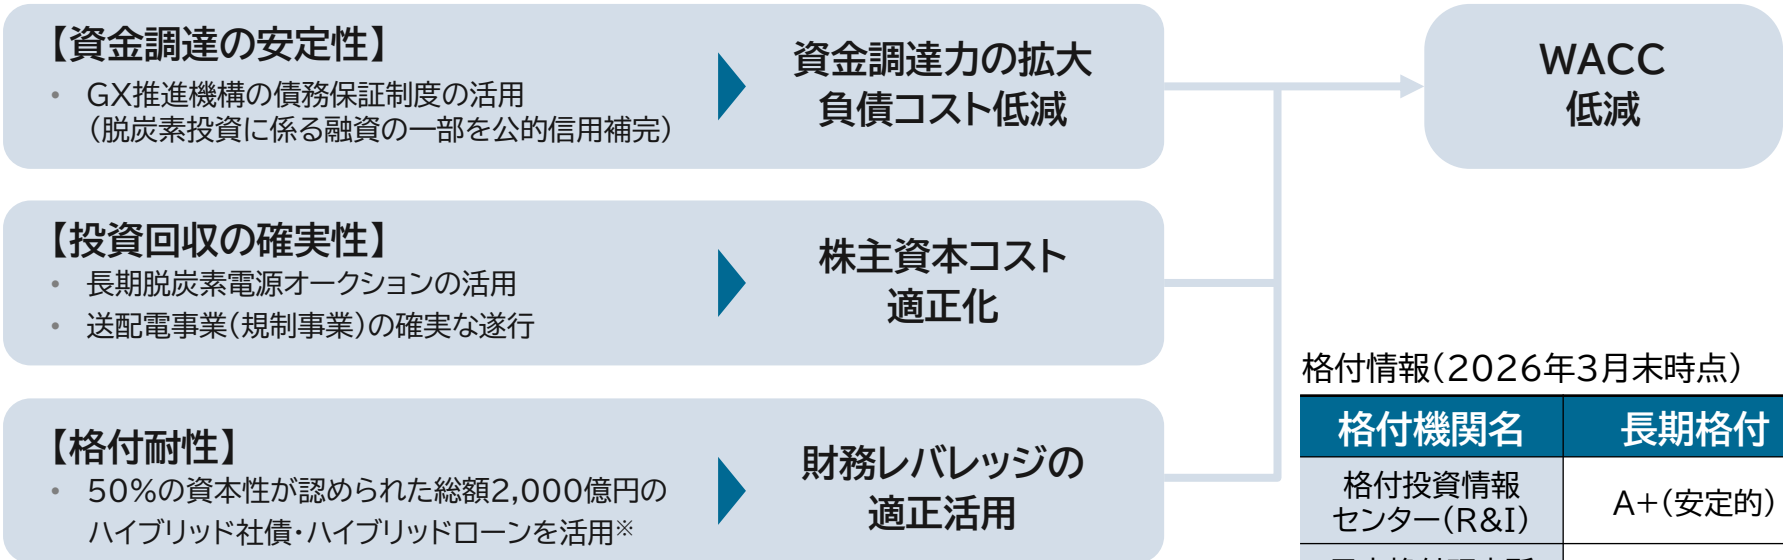 【資金調達の安定性】
• GX推進機構の債務保証制度の活用
（脱炭素投資に係る融資の一部を公的信用補完）
資金調達力の拡大
負債コスト低減
WACC
低減
【投資回収の確実性】
• 長期脱炭素電源オークションの活用
• 送配電事業（規制事業）の確実な遂行
株主資本コスト
適正化
【格付耐性】
• 50%の資本性が認められた総額2,000億円の
ハイブリッド社債・ハイブリッドローンを活用※
財務レバレッジの
適正活用
格付情報（2026年3月末時点）
格付機関名 長期格付
格付投資情報
センター（R&I）
A+（安定的）